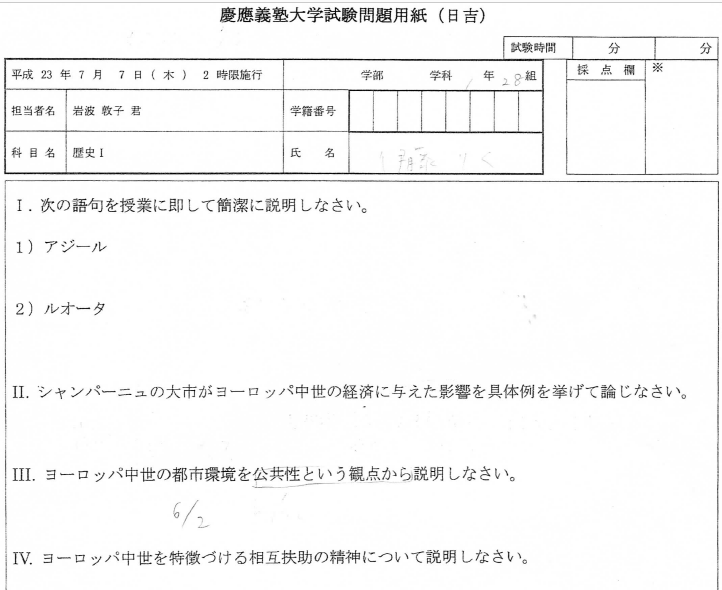 慶應義塾大学試験問題用紙（日吉）
試験時間 分 分
平成 23 年 7 月 7 日（木） 2 時限施行 学部 学科 1 年 28 組
採点欄 ※
担当者名 岩波 敦子 君 学籍番号
科目名 歴史Ⅰ 氏名
Ⅰ. 次の語句を授業に即して簡潔に説明しなさい。
1）アジール
2）ルオータ
II. シャンパーニュの大市がヨーロッパ中世の経済に与えた影響を具体例を挙げて論じなさい。
III. ヨーロッパ中世の都市環境を公共性という観点から説明しなさい。
6/2
IV. ヨーロッパ中世を特徴づける相互扶助の精神について説明しなさい。